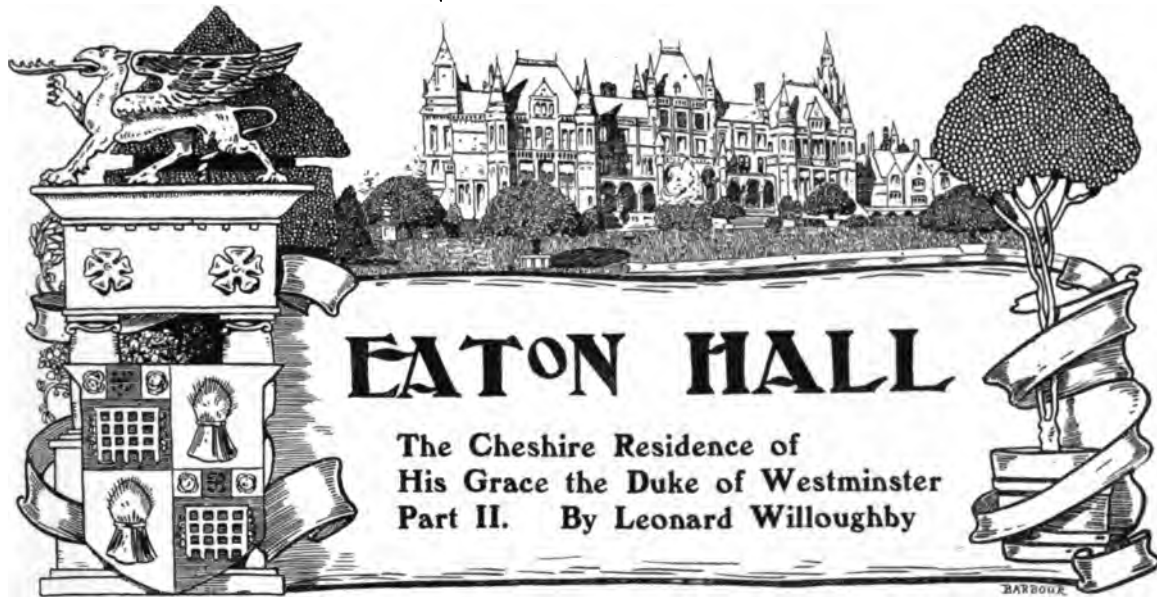 EATON HALL
The Cheshire Residence of
His Grace the Duke of Westminster
Part II. By Leonard Willoughby
BARBOUR